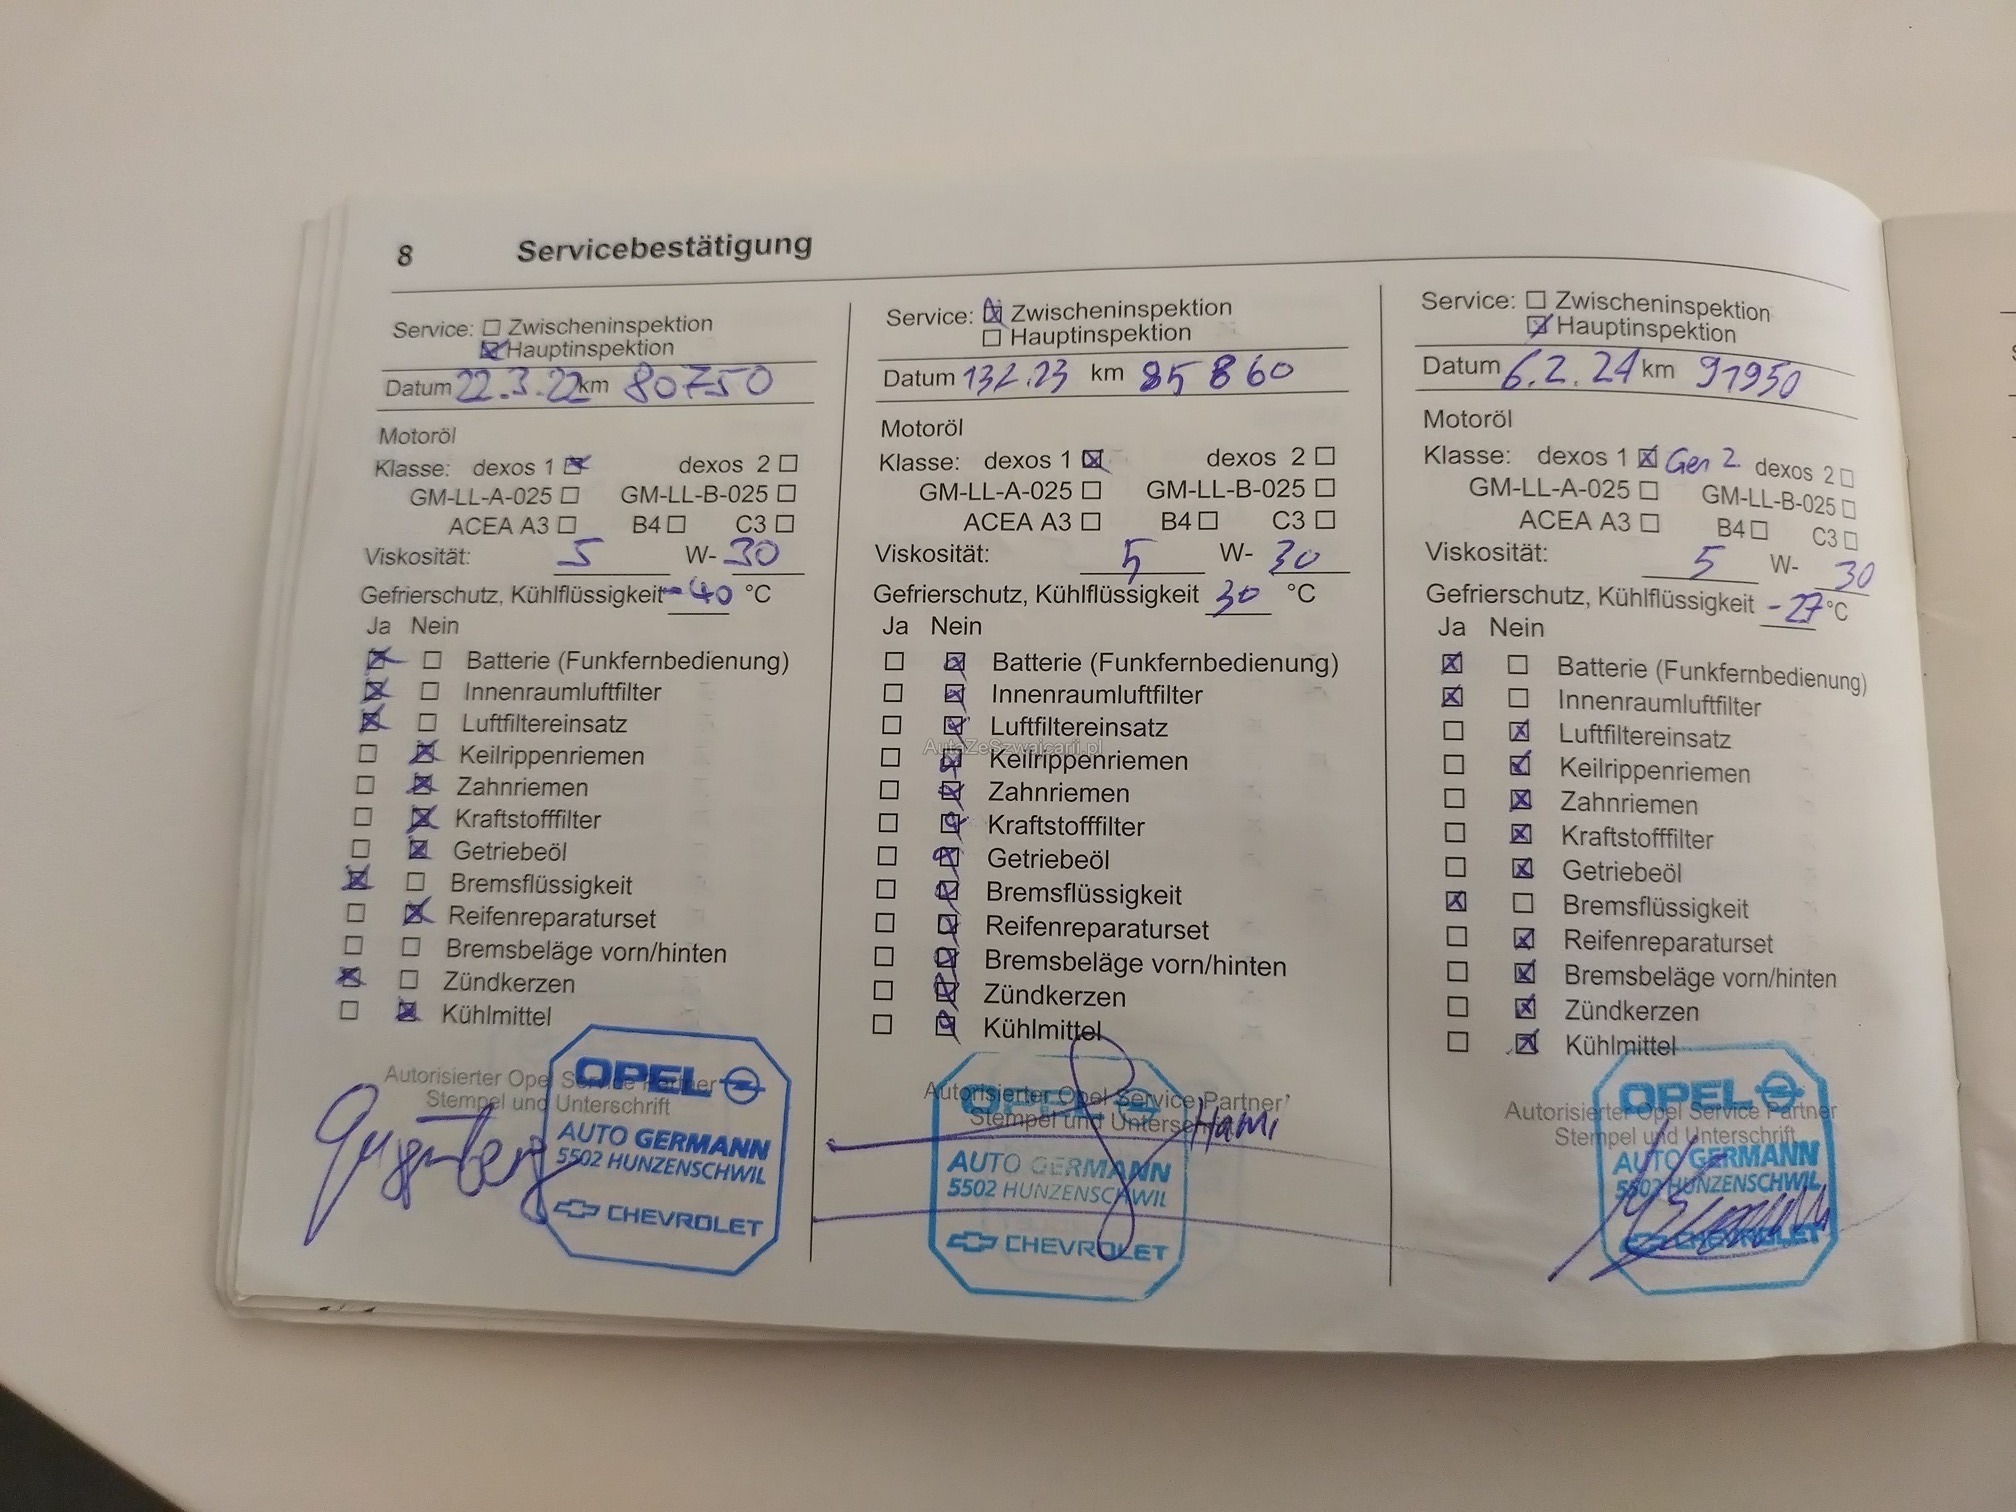 8 Servicebestätigung
Service: ☐ Zwischeninspektion
☒ Hauptinspektion
Datum 22.3.22 km 80750
Motoröl
Klasse: dexos 1 ☒ dexos 2 ☐
GM-LL-A-025 ☐ GM-LL-B-025 ☐
ACEA A3 ☐ B4 ☐ C3 ☐
Viskosität: 5 W- 30
Gefrierschutz, Kühlflüssigkeit -40 °C
Ja Nein
☒ ☐ Batterie (Funkfernbedienung)
☒ ☐ Innenraumluftfilter
☒ ☐ Luftfiltereinsatz
☐ ☒ Keilrippenriemen
☐ ☒ Zahnriemen
☐ ☒ Kraftstofffilter
☐ ☒ Getriebeöl
☒ ☐ Bremsflüssigkeit
☐ ☒ Reifenreparaturset
☐ ☐ Bremsbeläge vorn/hinten
☒ ☐ Zündkerzen
☐ ☒ Kühlmittel
Autorisierter Opel Service Partner
Stempel und Unterschrift
OPEL
AUTO GERMANN
5502 HUNZENSCHWIL
CHEVROLET
Service: ☒ Zwischeninspektion
☐ Hauptinspektion
Datum 132.23 km 85860
Motoröl
Klasse: dexos 1 ☒ dexos 2 ☐
GM-LL-A-025 ☐ GM-LL-B-025 ☐
ACEA A3 ☐ B4 ☐ C3 ☐
Viskosität: 5 W- 30
Gefrierschutz, Kühlflüssigkeit 30 °C
Ja Nein
☐ ☒ Batterie (Funkfernbedienung)
☐ ☒ Innenraumluftfilter
☐ ☒ Luftfiltereinsatz
AutaZeSzwajcarii.pl
☐ ☒ Keilrippenriemen
☐ ☒ Zahnriemen
☐ ☒ Kraftstofffilter
☐ ☒ Getriebeöl
☐ ☒ Bremsflüssigkeit
☐ ☒ Reifenreparaturset
☐ ☒ Bremsbeläge vorn/hinten
☐ ☒ Zündkerzen
☐ ☒ Kühlmittel
Autorisierter Opel Service Partner
Stempel und Unterschrift
OPEL
AUTO GERMANN
5502 HUNZENSCHWIL
CHEVROLET
Service: ☐ Zwischeninspektion
☒ Hauptinspektion
Datum 6.2.24 km 91950
Motoröl
Klasse: dexos 1 ☒ Gen 2. dexos 2 ☐
GM-LL-A-025 ☐ GM-LL-B-025 ☐
ACEA A3 ☐ B4 ☐ C3 ☐
Viskosität: 5 W- 30
Gefrierschutz, Kühlflüssigkeit -27 °C
Ja Nein
☒ ☐ Batterie (Funkfernbedienung)
☒ ☐ Innenraumluftfilter
☐ ☒ Luftfiltereinsatz
☐ ☒ Keilrippenriemen
☐ ☒ Zahnriemen
☐ ☒ Kraftstofffilter
☐ ☒ Getriebeöl
☒ ☐ Bremsflüssigkeit
☐ ☒ Reifenreparaturset
☐ ☒ Bremsbeläge vorn/hinten
☐ ☒ Zündkerzen
☐ ☒ Kühlmittel
Autorisierter Opel Service Partner
Stempel und Unterschrift
OPEL
AUTO GERMANN
5502 HUNZENSCHWIL
CHEVROLET